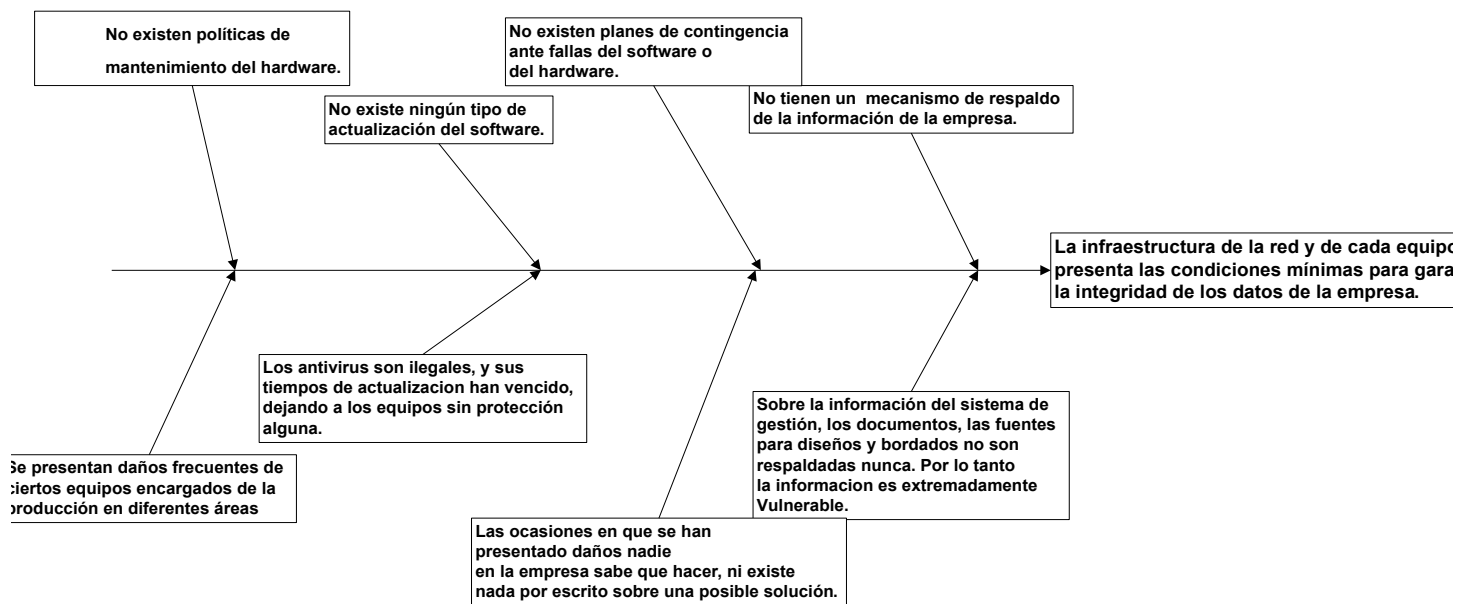 No existen políticas de
mantenimiento del hardware.
No existen planes de contingencia
ante fallas del software o
del hardware.
No existe ningún tipo de
actualización del software.
No tienen un mecanismo de respaldo
de la información de la empresa.
La infraestructura de la red y de cada
presenta las condiciones mínimas para
la integridad de los datos de la empresa.
Los antivirus son ilegales, y sus
tiempos de actualizacion han vencido,
dejando a los equipos sin protección
alguna.
Sobre la información del sistema de
gestión, los documentos, las fuentes
para diseños y bordados no son
respaldadas nunca. Por lo tanto
la informacion es extremadamente
Vulnerable.
Se presentan daños frecuentes de
ciertos equipos encargados de la
producción en diferentes áreas
Las ocasiones en que se han
presentado daños nadie
en la empresa sabe que hacer, ni existe
nada por escrito sobre una posible solución.